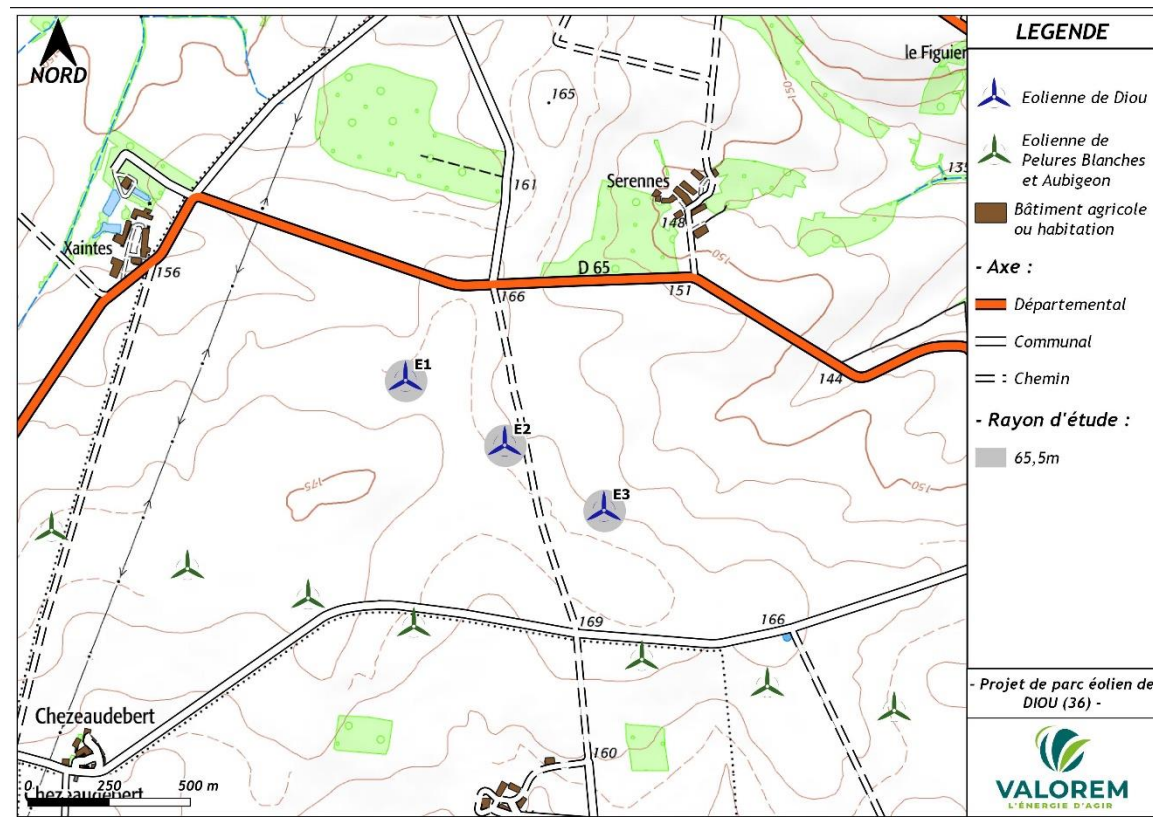 NORD
165
150
le Figuier
161
Serennes
148
135
Xaintes
156
D 65
166
151
150
144
E1
E2
E3
175
150
169
166
Chezeaudebert
160
0 250 500 m
Chezeaudebert
LEGENDE
Eolienne de Diou
Eolienne de
Pelures Blanches
et Aubigeon
Bâtiment agricole
ou habitation
- Axe :
Départemental
Communal
Chemin
- Rayon d'étude :
65,5m
- Projet de parc éolien de
DIOU (36) -
VALOREM
L'ÉNERGIE D'AGIR